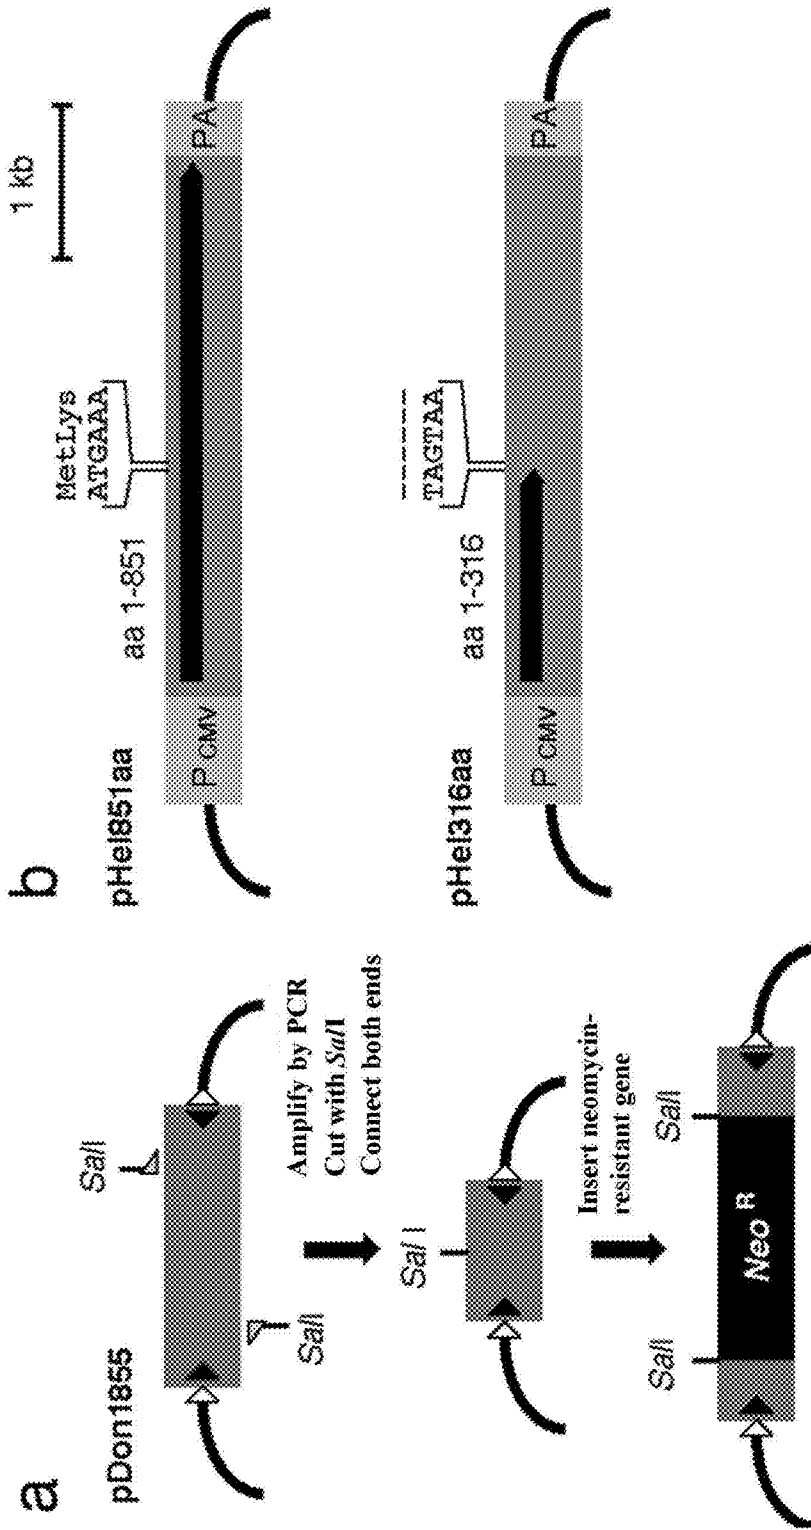 a
pDon1855
SalI
SalI
Amplify by PCR
Cut with SalI
Connect both ends
Sal I
Insert neomycin-
resistant gene
SalI
SalI
Neo R
b
1 kb
pHel851aa
aa 1-851
MetLys
ATGAAA
P CMV
PA
pHel316aa
aa 1-316
------
TAGTAA
P CMV
PA